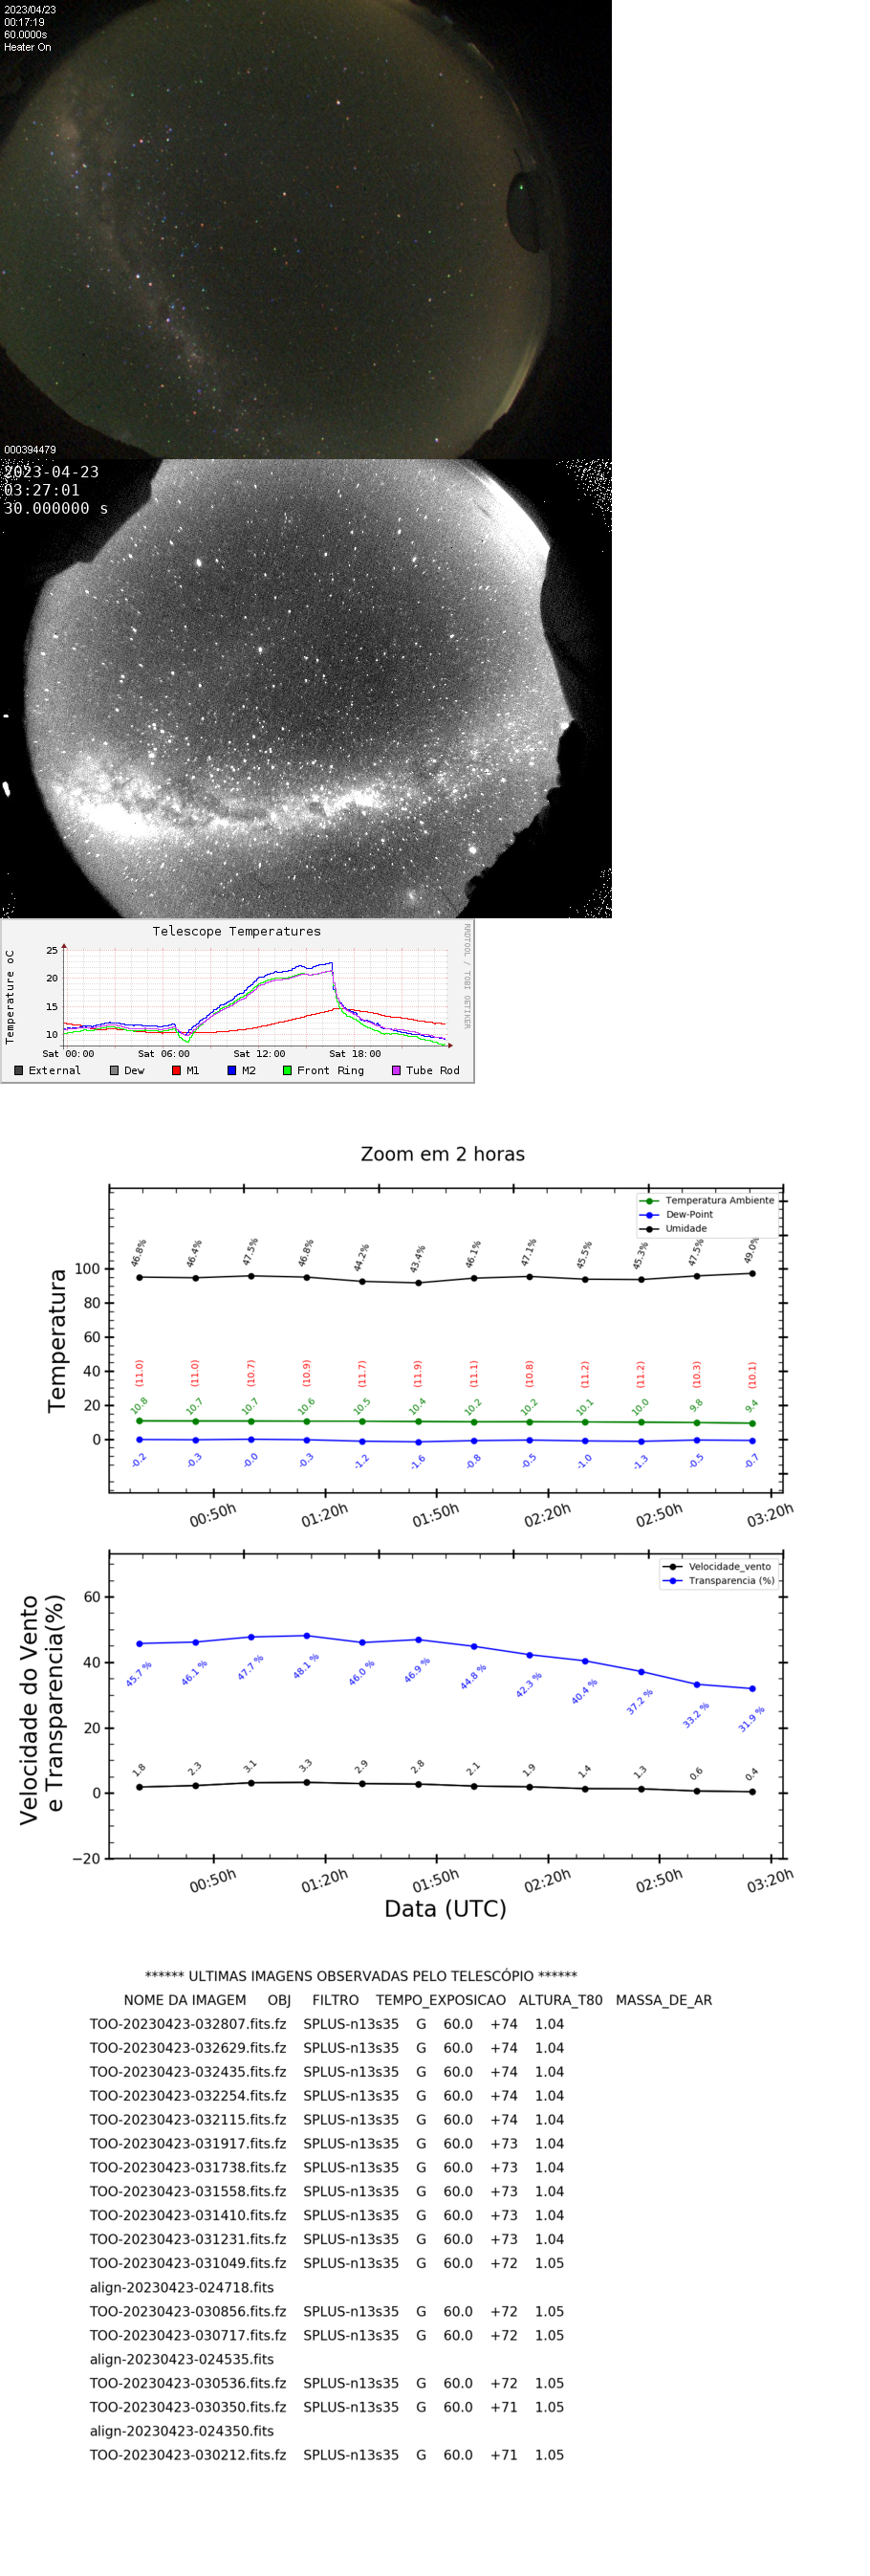 2023/04/23
00:17:19
60.0000s
Heater On
000394479
2023-04-23
03:27:01
30.000000 s
Telescope Temperatures
RRDTOOL / TOBI OETIKER
Temperature oC
25
20
15
10
Sat 00:00 Sat 06:00 Sat 12:00 Sat 18:00
External Dew M1 M2 Front Ring Tube Rod
Zoom em 2 horas
Temperatura Ambiente
Dew-Point
Umidade
Temperatura
100
80
60
40
20
0
46.8% 46.4% 47.5% 46.8% 44.2% 43.4% 46.1% 47.1% 45.5% 45.3% 47.5% 49.0%
(11.0) (11.0) (10.7) (10.9) (11.7) (11.9) (11.1) (10.8) (11.2) (11.2) (10.3) (10.1)
10.8 10.7 10.7 10.6 10.5 10.4 10.2 10.2 10.1 10.0 9.8 9.4
-0.2 -0.3 -0.0 -0.3 -1.2 -1.6 -0.8 -0.5 -1.0 -1.3 -0.5 -0.7
00:50h 01:20h 01:50h 02:20h 02:50h 03:20h
Velocidade_vento
Transparencia (%)
Velocidade do Vento
e Transparencia(%)
60
40
20
0
−20
45.7 % 46.1 % 47.7 % 48.1 % 46.0 % 46.9 % 44.8 % 42.3 % 40.4 % 37.2 % 33.2 % 31.9 %
1.8 2.3 3.1 3.3 2.9 2.8 2.1 1.9 1.4 1.3 0.6 0.4
00:50h 01:20h 01:50h 02:20h 02:50h 03:20h
Data (UTC)
****** ULTIMAS IMAGENS OBSERVADAS PELO TELESCÓPIO ******
NOME DA IMAGEM OBJ FILTRO TEMPO_EXPOSICAO ALTURA_T80 MASSA_DE_AR
TOO-20230423-032807.fits.fz SPLUS-n13s35 G 60.0 +74 1.04
TOO-20230423-032629.fits.fz SPLUS-n13s35 G 60.0 +74 1.04
TOO-20230423-032435.fits.fz SPLUS-n13s35 G 60.0 +74 1.04
TOO-20230423-032254.fits.fz SPLUS-n13s35 G 60.0 +74 1.04
TOO-20230423-032115.fits.fz SPLUS-n13s35 G 60.0 +74 1.04
TOO-20230423-031917.fits.fz SPLUS-n13s35 G 60.0 +73 1.04
TOO-20230423-031738.fits.fz SPLUS-n13s35 G 60.0 +73 1.04
TOO-20230423-031558.fits.fz SPLUS-n13s35 G 60.0 +73 1.04
TOO-20230423-031410.fits.fz SPLUS-n13s35 G 60.0 +73 1.04
TOO-20230423-031231.fits.fz SPLUS-n13s35 G 60.0 +73 1.04
TOO-20230423-031049.fits.fz SPLUS-n13s35 G 60.0 +72 1.05
align-20230423-024718.fits
TOO-20230423-030856.fits.fz SPLUS-n13s35 G 60.0 +72 1.05
TOO-20230423-030717.fits.fz SPLUS-n13s35 G 60.0 +72 1.05
align-20230423-024535.fits
TOO-20230423-030536.fits.fz SPLUS-n13s35 G 60.0 +72 1.05
TOO-20230423-030350.fits.fz SPLUS-n13s35 G 60.0 +71 1.05
align-20230423-024350.fits
TOO-20230423-030212.fits.fz SPLUS-n13s35 G 60.0 +71 1.05